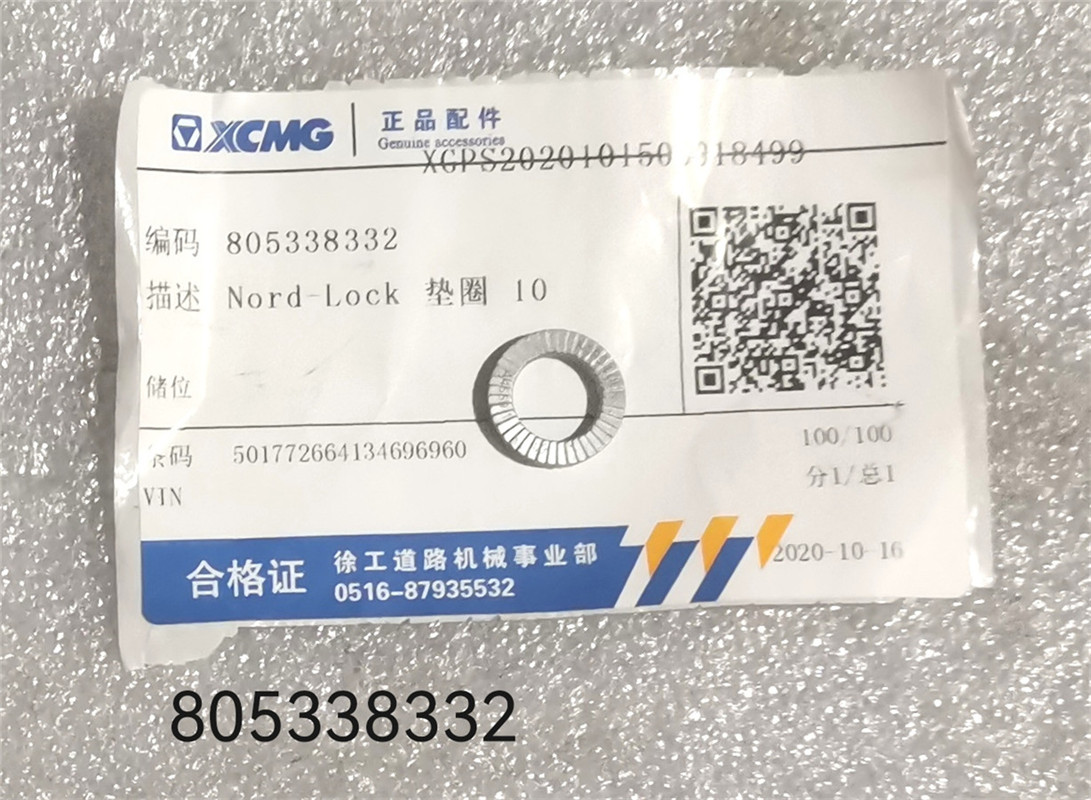 XCMG 正品配件
Genuine accessories
编码 805338332
描述 Nord-Lock 垫圈 10
储位
条码 501772664134696960
100/100
VIN
分1/总1
合格证 徐工道路机械事业部
0516-87935532
2020-10-16
805338332